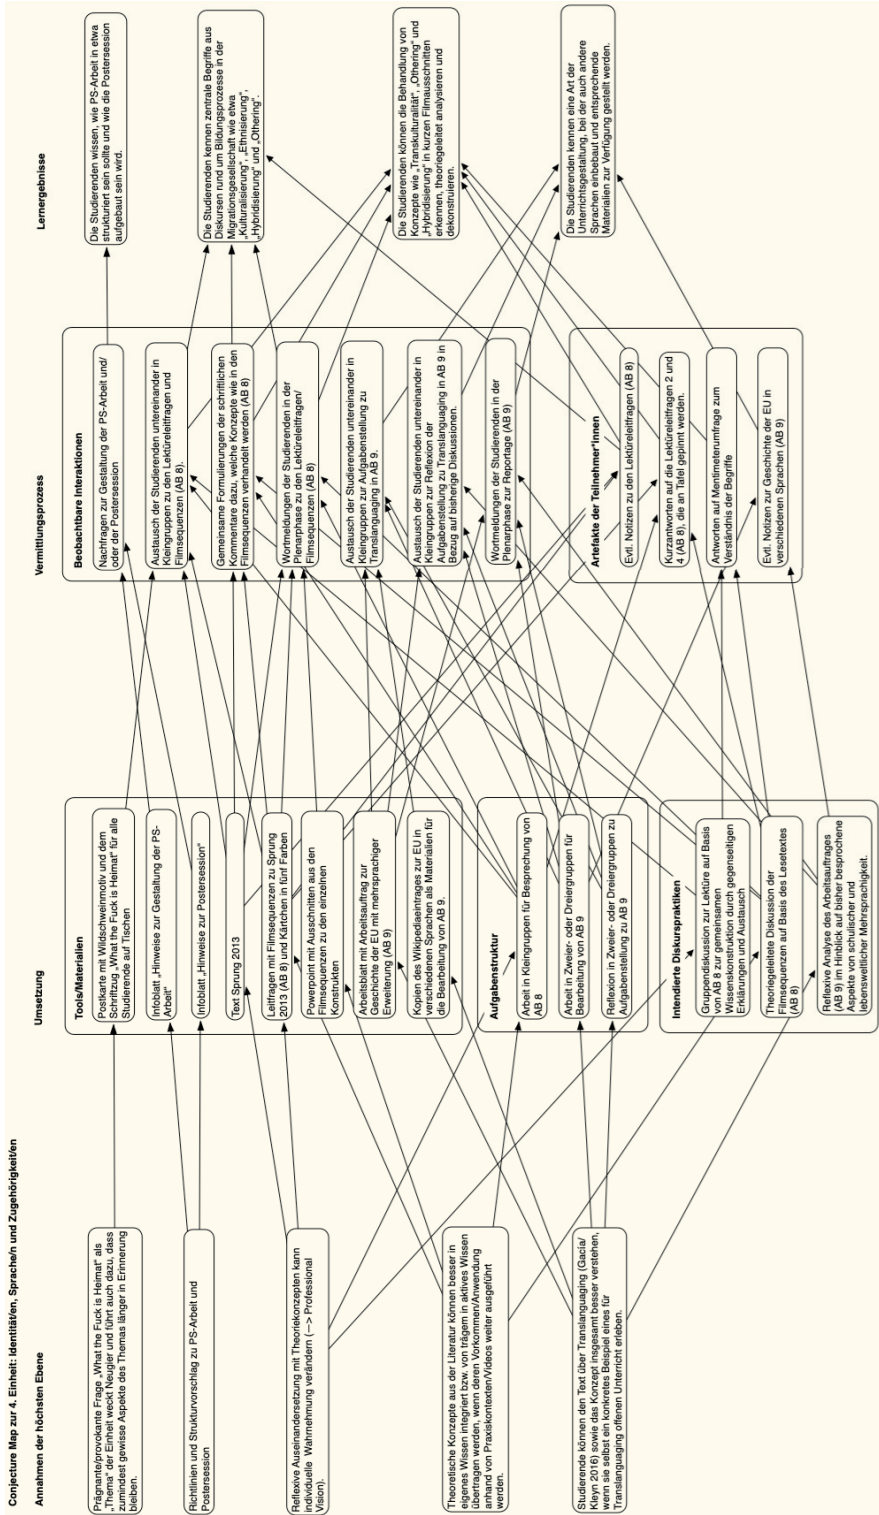 Conjecture Map zur 4. Einheit: Identität/en, Sprache/n und Zugehörigkeit/en
Annahmen der höchsten Ebene
Prägnante/provokante Frage „What the Fuck is Heimat“ als
„Thema“ der Einheit weckt Neugier und führt auch dazu, dass
zumindest gewisse Aspekte des Themas länger in Erinnerung
bleiben.
Richtlinien und Strukturvorschlag zu PS-Arbeit und
Postersession
Reflexive Auseinandersetzung mit Theoriekonzepten kann
individuelle Wahrnehmung verändern (—> Professional
Vision).
Theoretische Konzepte aus der Literatur können besser in
eigenes Wissen integriert bzw. von trägem in aktives Wissen
übertragen werden, wenn deren Vorkommen/Anwendung
anhand von Praxiskontexten/Videos weiter ausgeführt
werden.
Studierende können den Text über Translanguaging (Gacía/
Kleyn 2016) sowie das Konzept insgesamt besser verstehen,
wenn sie selbst ein konkretes Beispiel eines für
Translanguaging offenen Unterricht erleben.
Umsetzung
Tools/Materialien
Postkarte mit Wildschweinmotiv und dem
Schriftzug „What the Fuck is Heimat“ für alle
Studierende auf Tischen
Infoblatt „Hinweise zur Gestaltung der PS-
Arbeit“
Infoblatt „Hinweise zur Postersession“
Text Sprung 2013
Leitfragen mit Filmsequenzen zu Sprung
2013 (AB 8) und Kärtchen in fünf Farben
Powerpoint mit Ausschnitten aus den
Filmsequenzen zu den einzelnen
Konstrukten
Arbeitsblatt mit Arbeitsauftrag zur
Geschichte der EU mit mehrsprachiger
Erweiterung (AB 9)
Kopien des Wikipediaeintrages zur EU in
verschiedenen Sprachen als Materialien für
die Bearbeitung von AB 9.
Aufgabenstruktur
Arbeit in Kleingruppen für Besprechung von
AB 8
Arbeit in Zweier- oder Dreiergruppen für
Bearbeitung von AB 9
Reflexion in Zweier- oder Dreiergruppen zu
Aufgabenstellung zu AB 9
Intendierte Diskurspraktiken
Gruppendiskussion zur Lektüre auf Basis
von AB 8 zur gemeinsamen
Wissenskonstruktion durch gegenseitigen
Erklärungen und Austausch
Theoriegeleitete Diskussion der
Filmsequenzen auf Basis des Lesetextes
(AB 8)
Reflexive Analyse des Arbeitsauftrages
(AB 9) im Hinblick auf bisher besprochene
Aspekte von schulischer und
lebensweltlicher Mehrsprachigkeit.
Vermittlungsprozess
Beobachtbare Interaktionen
Nachfragen zur Gestaltung der PS-Arbeit und/
oder der Postersession
Austausch der Studierenden untereinander in
Kleingruppen zu den Lektüreleitfragen und
Filmsequenzen (AB 8).
Gemeinsame Formulierungen der schriftlichen
Kommentare dazu, welche Konzepte wie in den
Filmsequenzen verhandelt werden (AB 8)
Wortmeldungen der Studierenden in der
Plenarphase zu den Lektüreleitfragen/
Filmsequenzen (AB 8)
Austausch der Studierenden untereinander in
Kleingruppen zur Aufgabenstellung zu
Translanguaging in AB 9.
Austausch der Studierenden untereinander in
Kleingruppen zur Reflexion der
Aufgabenstellung zu Translanguaging in AB 9 in
Bezug auf bisherige Diskussionen.
Wortmeldungen der Studierenden in der
Plenarphase zur Reportage (AB 9)
Artefakte der Teilnehmer*innen
Evtl. Notizen zu den Lektüreleitfragen (AB 8)
Kurzantworten auf die Lektüreleitfragen 2 und
4 (AB 8), die an Tafel gepinnt werden.
Antworten auf Mentimeterumfrage zum
Verständnis der Begriffe
Evtl. Notizen zur Geschichte der EU in
verschiedenen Sprachen (AB 9)
Lernergebnisse
Die Studierenden wissen, wie PS-Arbeit in etwa
strukturiert sein sollte und wie die Postersession
aufgebaut sein wird.
Die Studierenden kennen zentrale Begriffe aus
Diskursen rund um Bildungsprozesse in der
Migrationsgesellschaft wie etwa
„Kulturalisierung“, „Ethnisierung“,
„Hybridisierung“ und „Othering“.
Die Studierenden können die Behandlung von
Konzepte wie „Transkulturalität“, „Othering“ und
„Hybridisierung“ in kurzen Filmausschnitten
erkennen, theoriegeleitet analysieren und
dekonstruieren.
Die Studierenden kennen eine Art der
Unterrichtsgestaltung, bei der auch andere
Sprachen einbebaut und entsprechende
Materialien zur Verfügung gestellt werden.